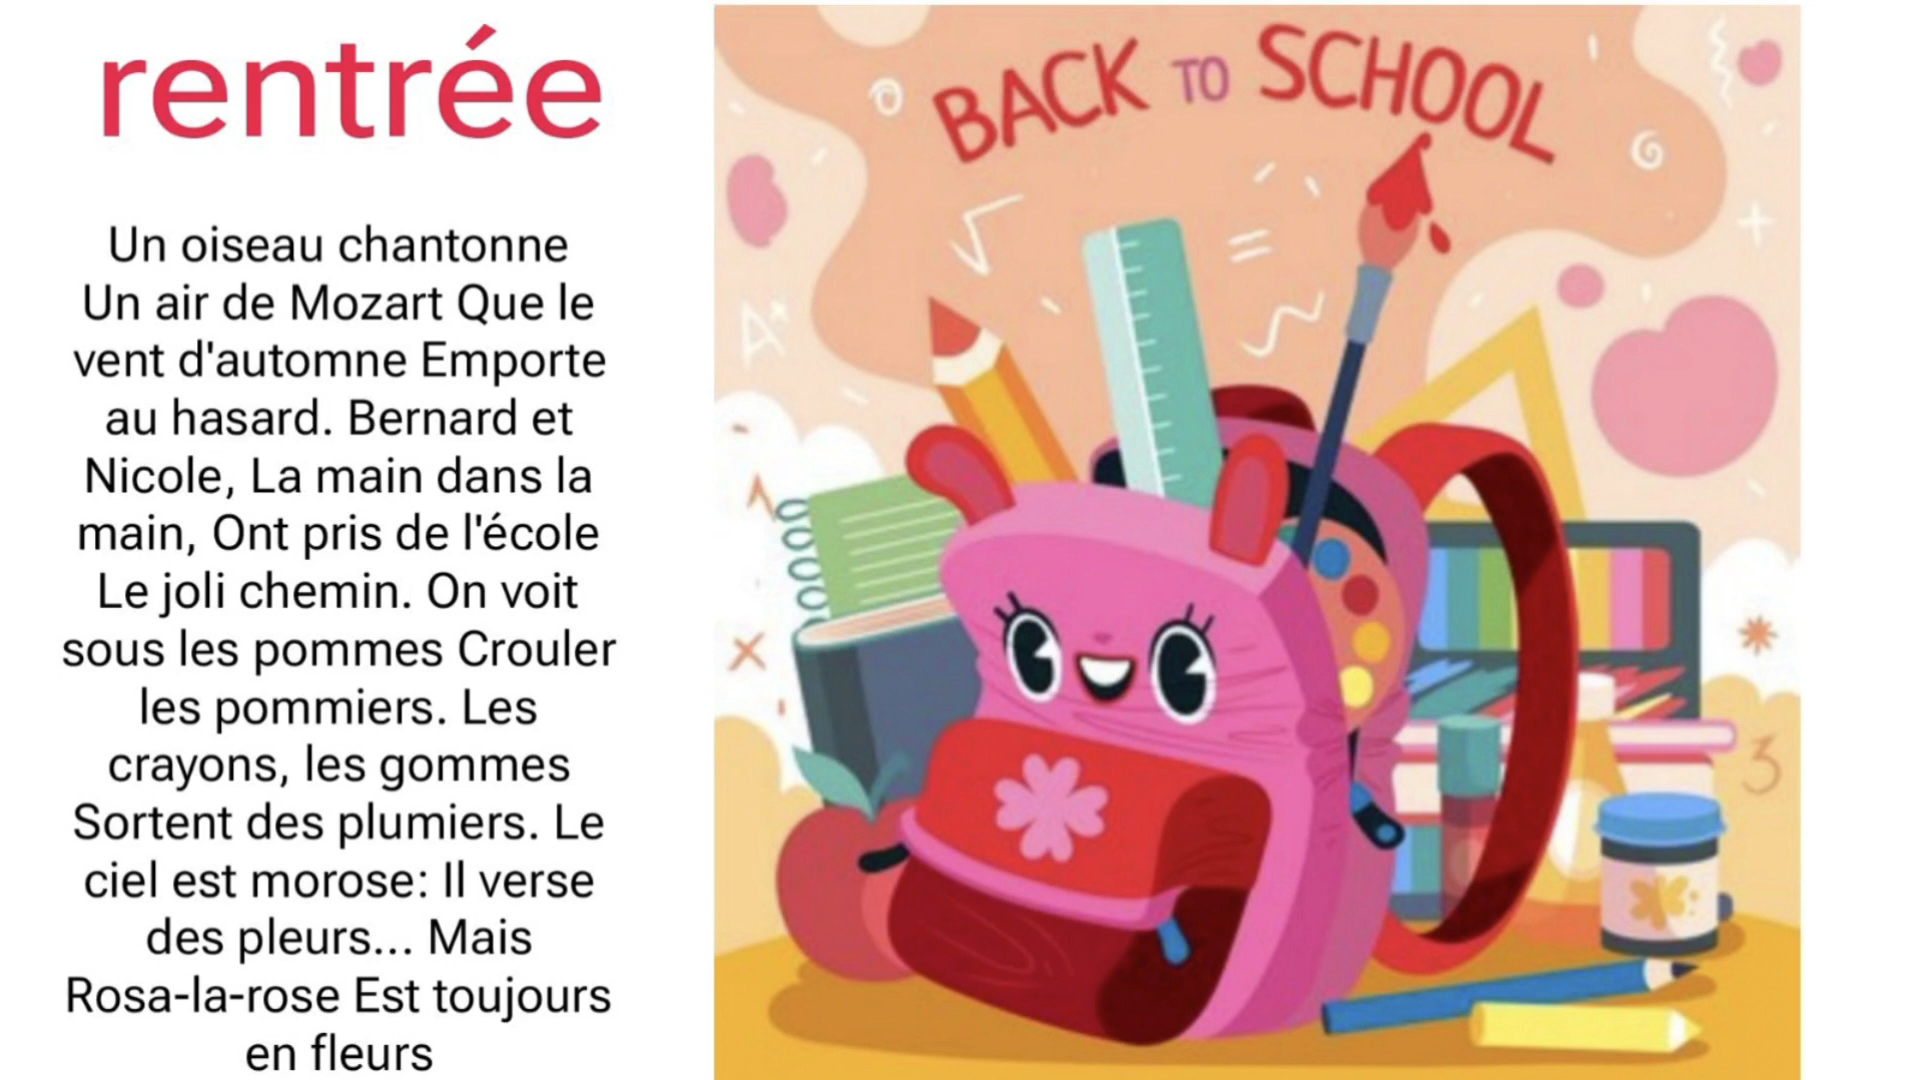 rentrée
Un oiseau chantonne
Un air de Mozart Que le
vent d'automne Emporte
au hasard. Bernard et
Nicole, La main dans la
main, Ont pris de l'école
Le joli chemin. On voit
sous les pommes Crouler
les pommiers. Les
crayons, les gommes
Sortent des plumiers. Le
ciel est morose: Il verse
des pleurs... Mais
Rosa-la-rose Est toujours
en fleurs
BACK TO SCHOOL
A+
3